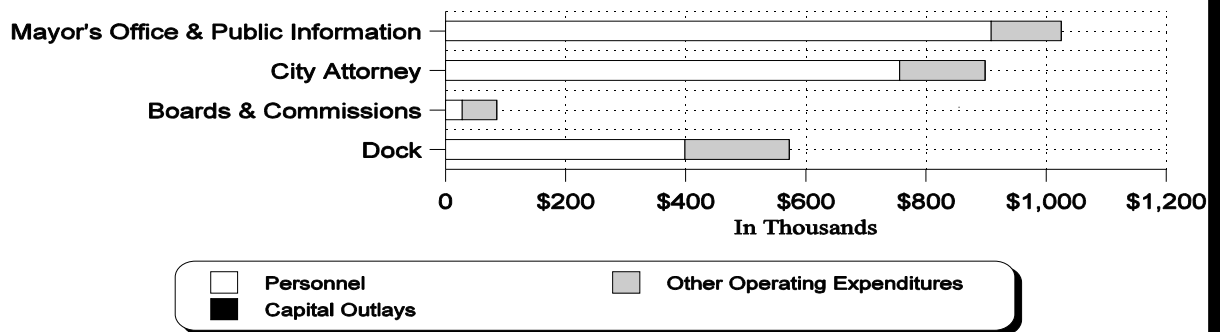 Mayor's Office & Public Information
City Attorney
Boards & Commissions
Dock
0 $200 $400 $600 $800 $1,000 $1,200
In Thousands
Personnel Other Operating Expenditures
Capital Outlays